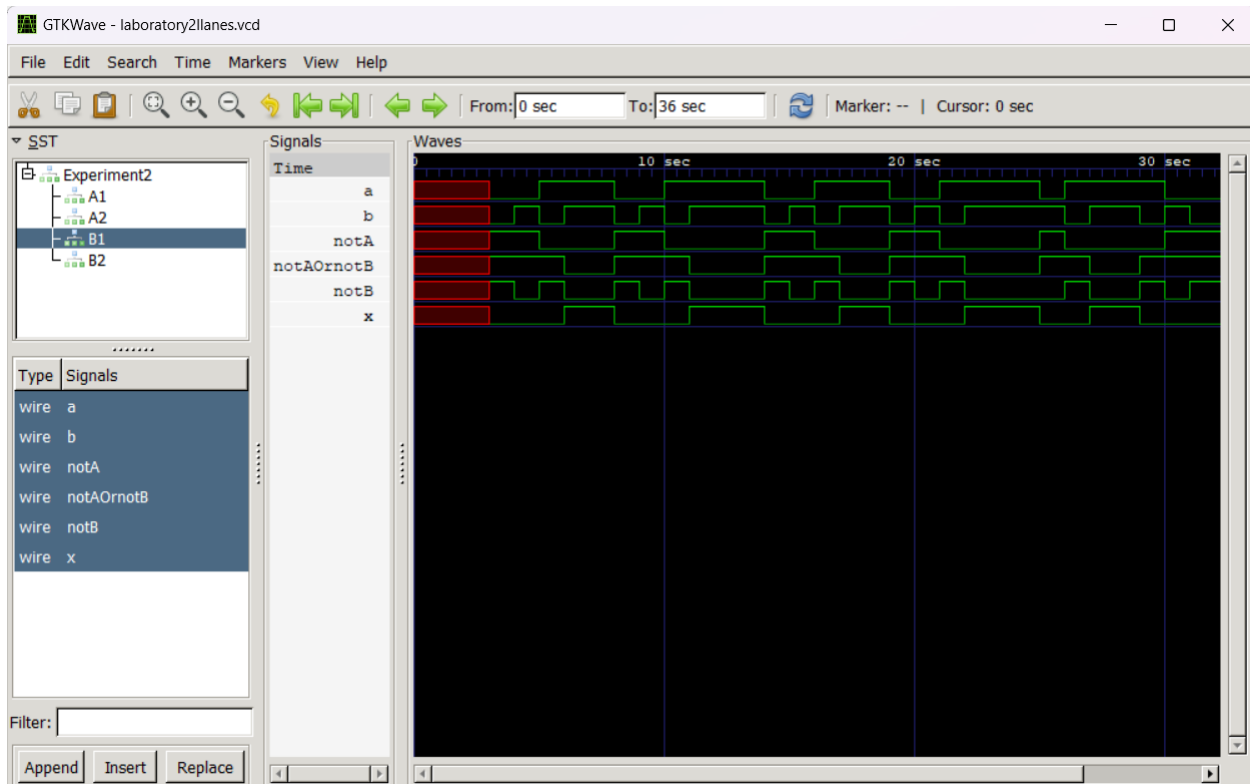 GTKWave - laboratory2llanes.vcd
File Edit Search Time Markers View Help
From: 0 sec To: 36 sec Marker: -- | Cursor: 0 sec
SST
Experiment2
A1
A2
B1
B2
Type Signals
wire a
wire b
wire notA
wire notAOrnotB
wire notB
wire x
Filter:
Append Insert Replace
Signals
Time
a
b
notA
notAOrnotB
notB
x
Waves
0 10 sec 20 sec 30 sec